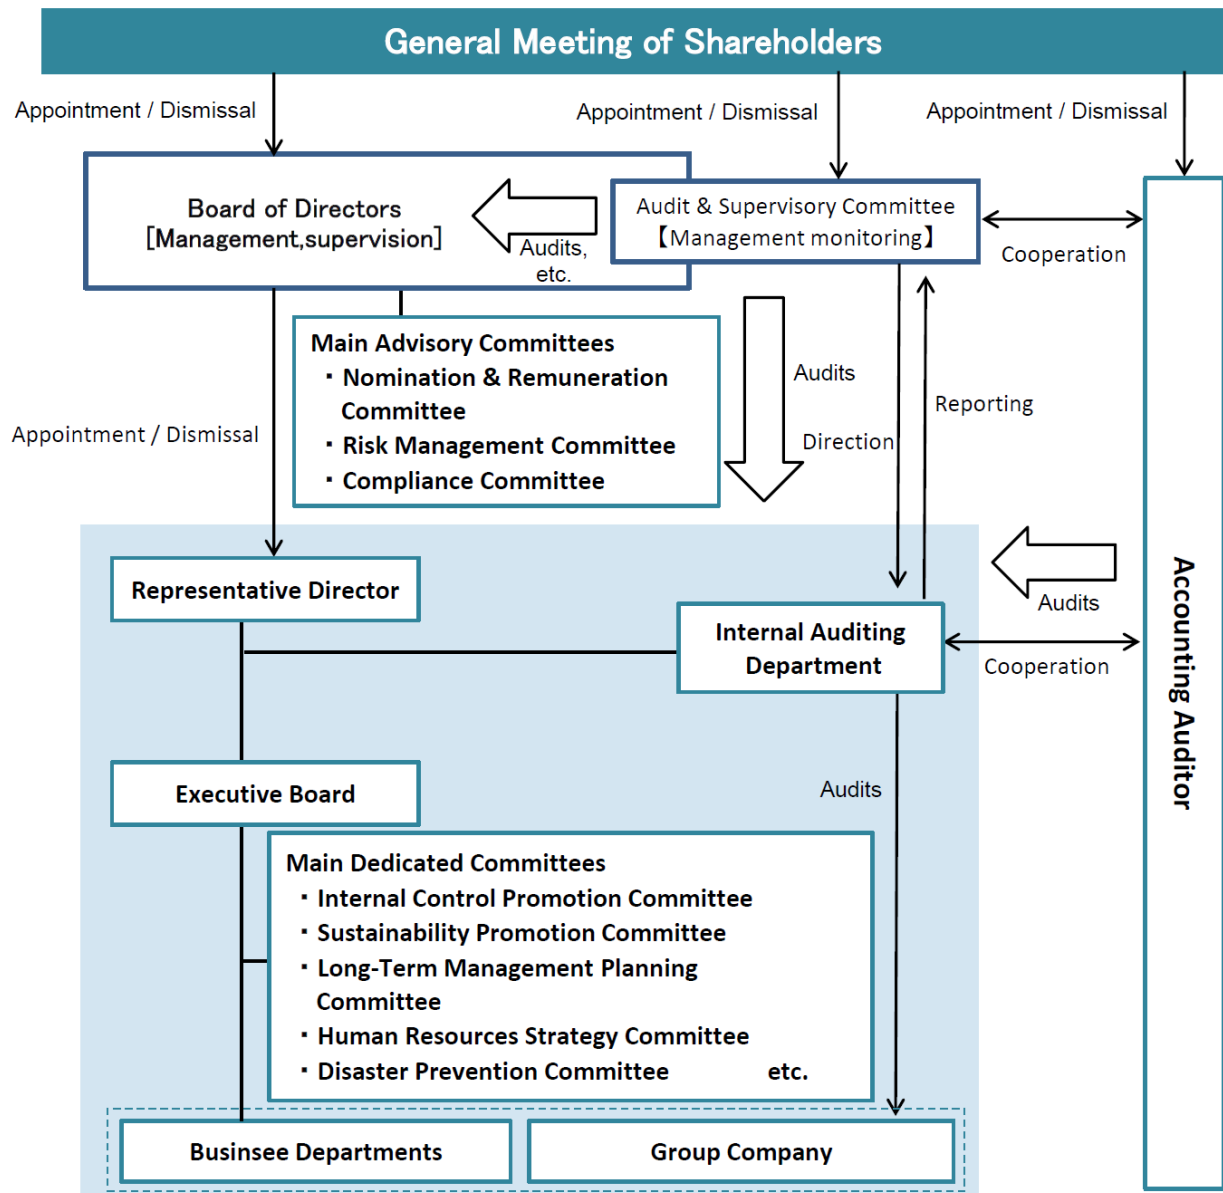 General Meeting of Shareholders
Appointment / Dismissal
Appointment / Dismissal
Appointment / Dismissal
Board of Directors
[Management,supervision]
Audits,
etc.
Audit & Supervisory Committee
【Management monitoring】
Cooperation
Main Advisory Committees
・Nomination & Remuneration
Committee
・Risk Management Committee
・Compliance Committee
Appointment / Dismissal
Audits
Direction
Reporting
Representative Director
Internal Auditing
Department
Audits
Cooperation
Accounting Auditor
Executive Board
Audits
Main Dedicated Committees
・Internal Control Promotion Committee
・Sustainability Promotion Committee
・Long-Term Management Planning
Committee
・Human Resources Strategy Committee
・Disaster Prevention Committee etc.
Businsee Departments
Group Company